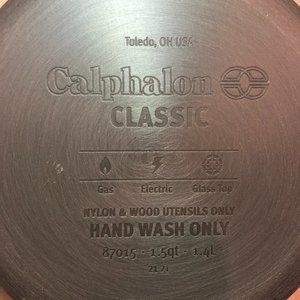 Toledo, OH USA
Calphalon
CLASSIC
Gas Electric Glass Top
NYLON & WOOD UTENSILS ONLY
HAND WASH ONLY
87015 - 1.5qt - 1.4L